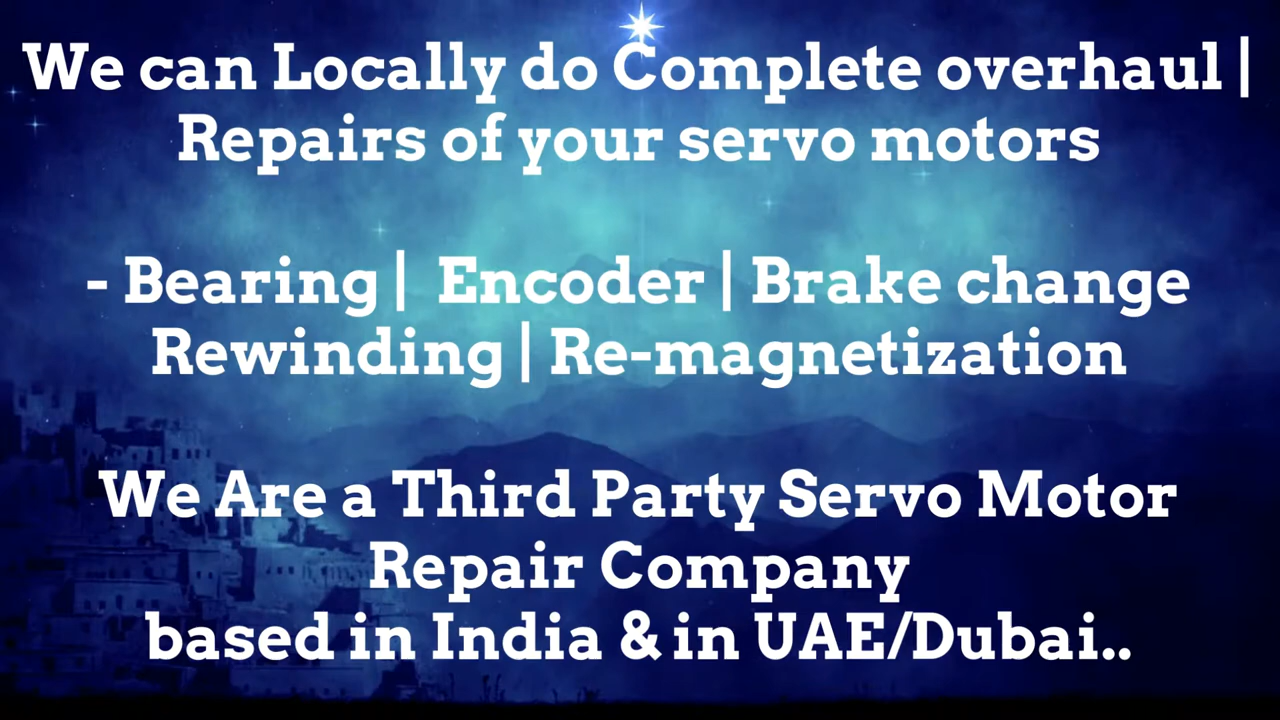 We can Locally do Complete overhaul |
Repairs of your servo motors
- Bearing | Encoder | Brake change
Rewinding | Re-magnetization
We Are a Third Party Servo Motor
Repair Company
based in India & in UAE/Dubai..